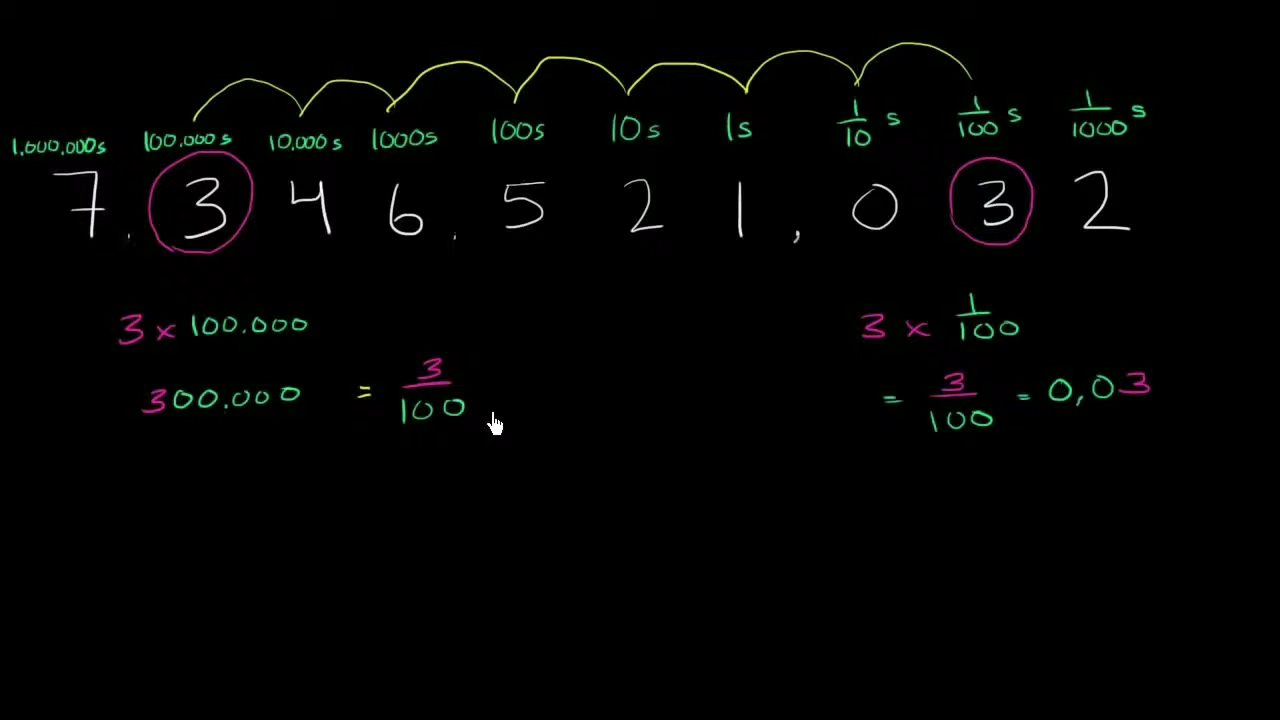 1.000.000s 100.000s 10.000s 1000s 100s 10s 1s 1/10 s 1/100 s 1/1000 s
7.346.521,032
3 x 100.000 3 x 1/100
300.000 = 3/100 = 3/100 = 0,03